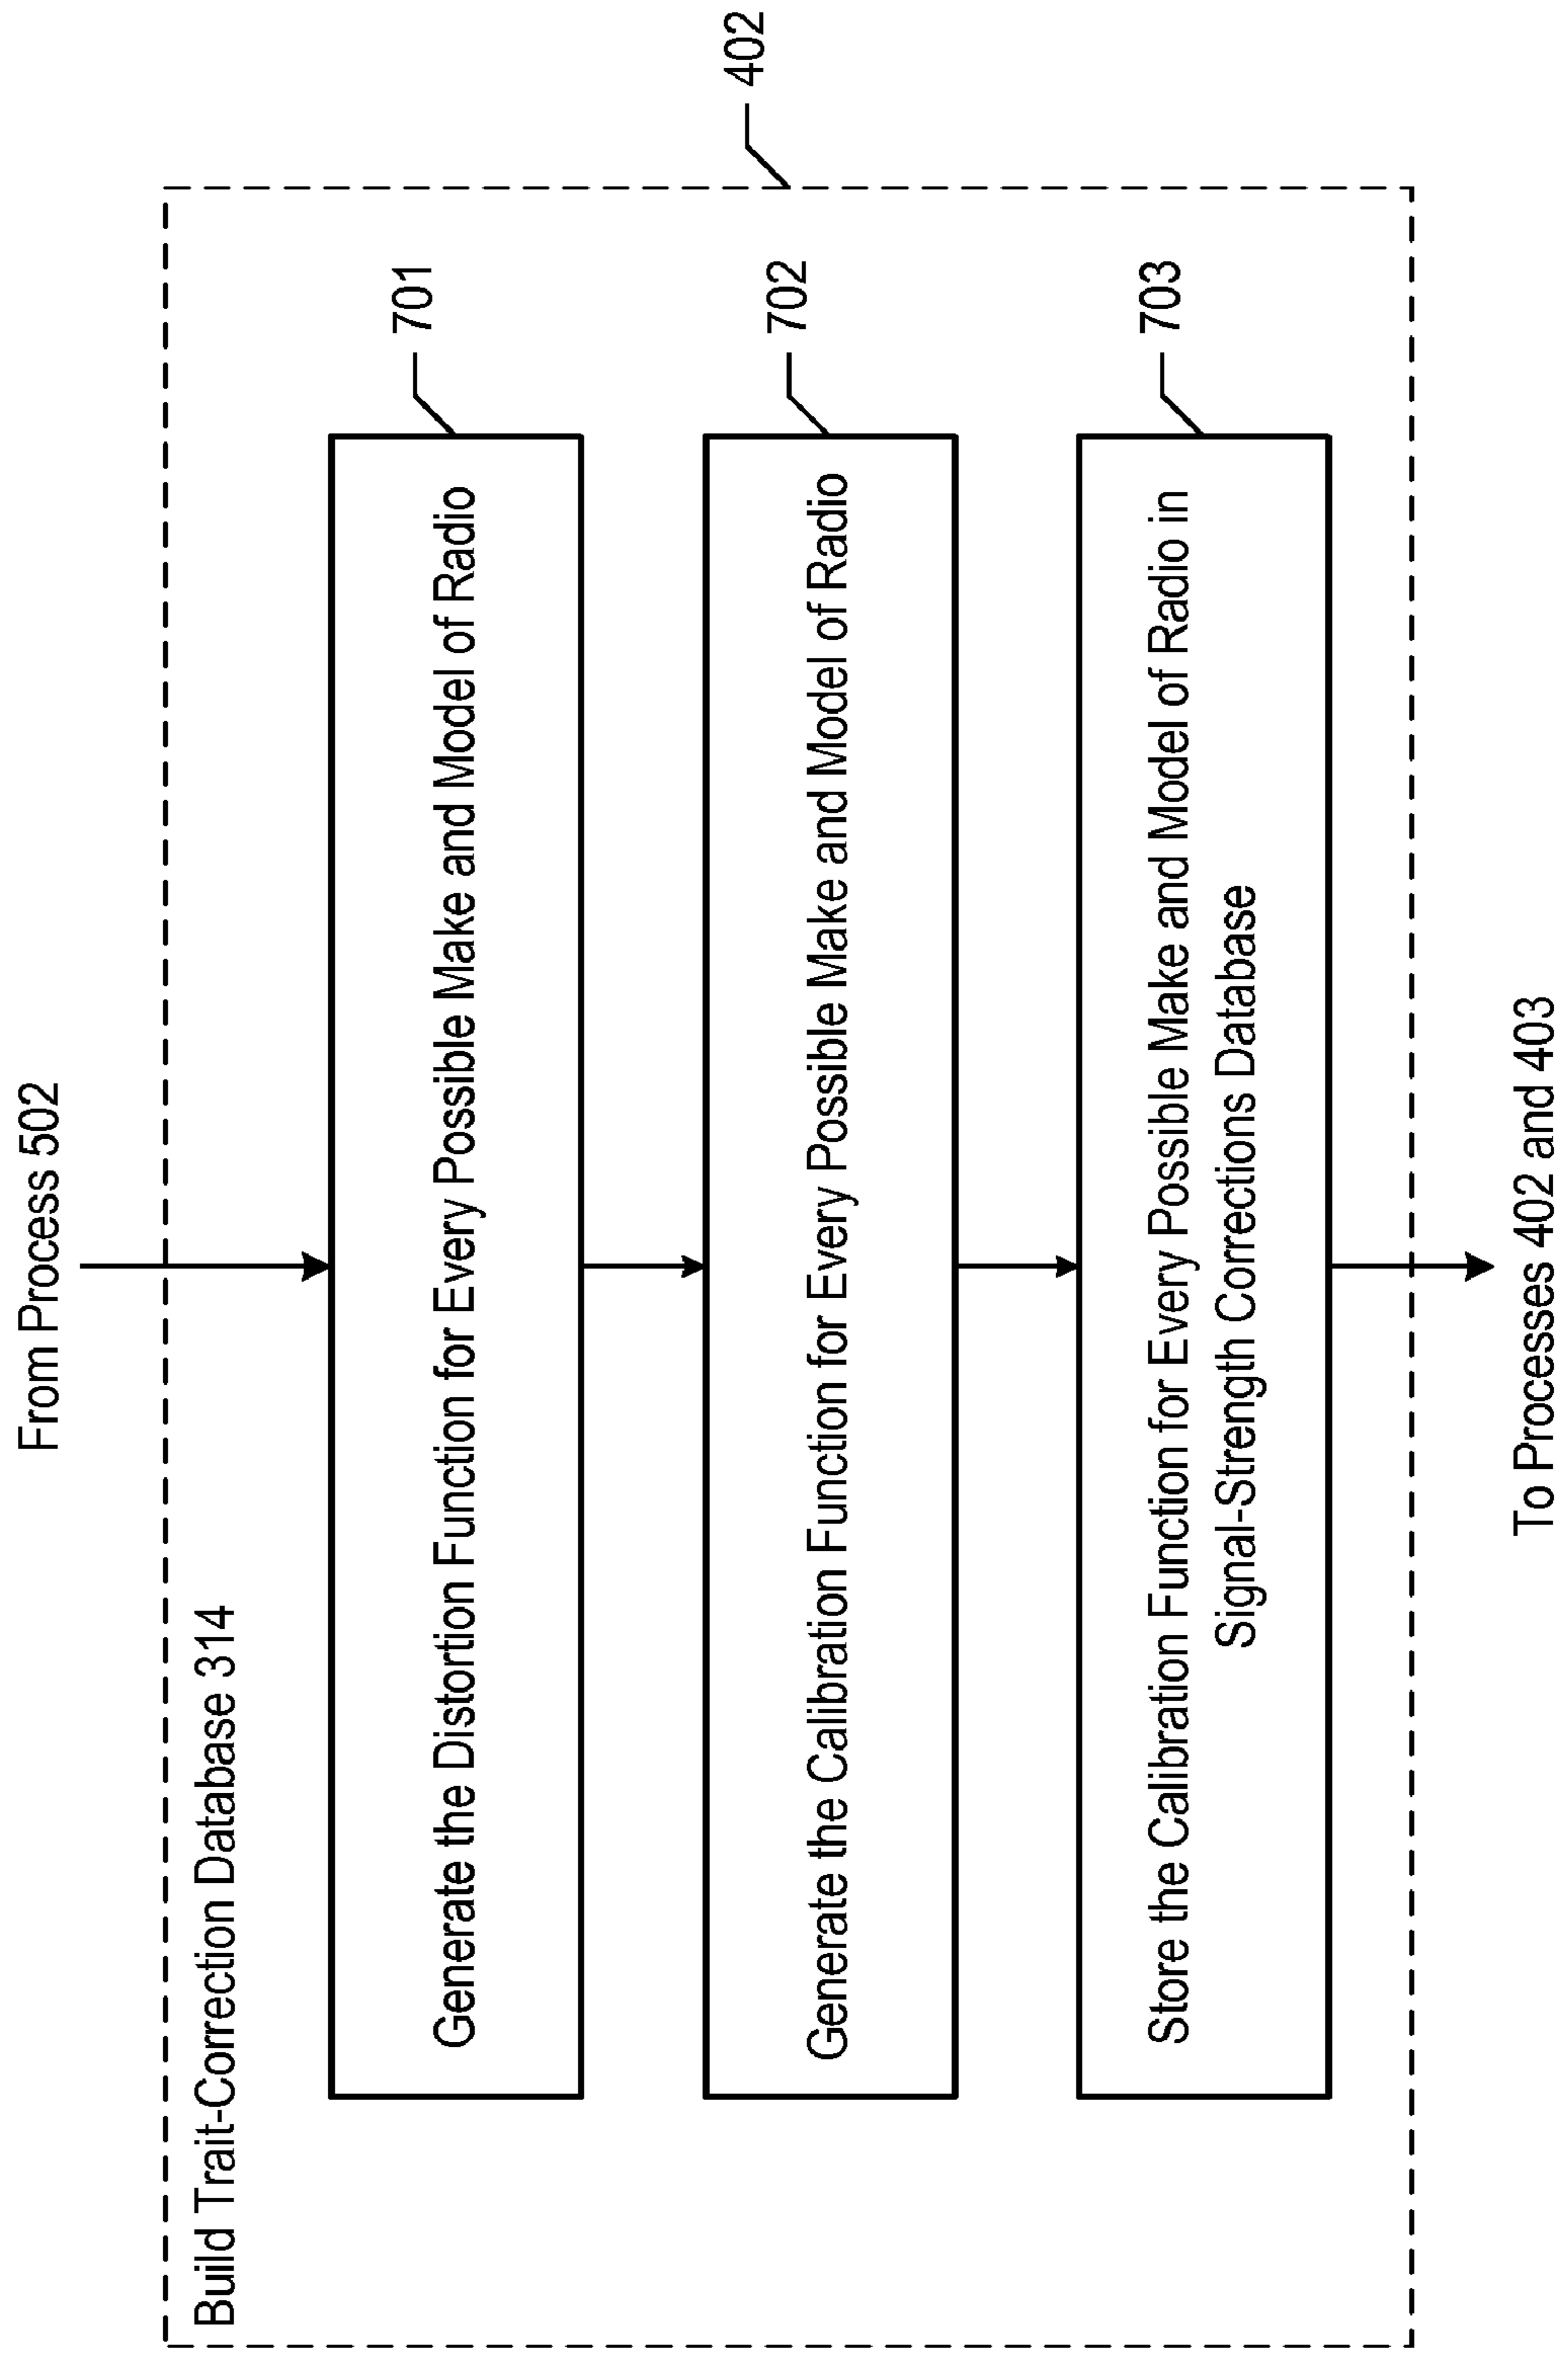 From Process 502
402
Build Trait-Correction Database 314
701
Generate the Distortion Function for Every Possible Make and Model of Radio
702
Generate the Calibration Function for Every Possible Make and Model of Radio
703
Store the Calibration Function for Every Possible Make and Model of Radio in
Signal-Strength Corrections Database
To Processes 402 and 403